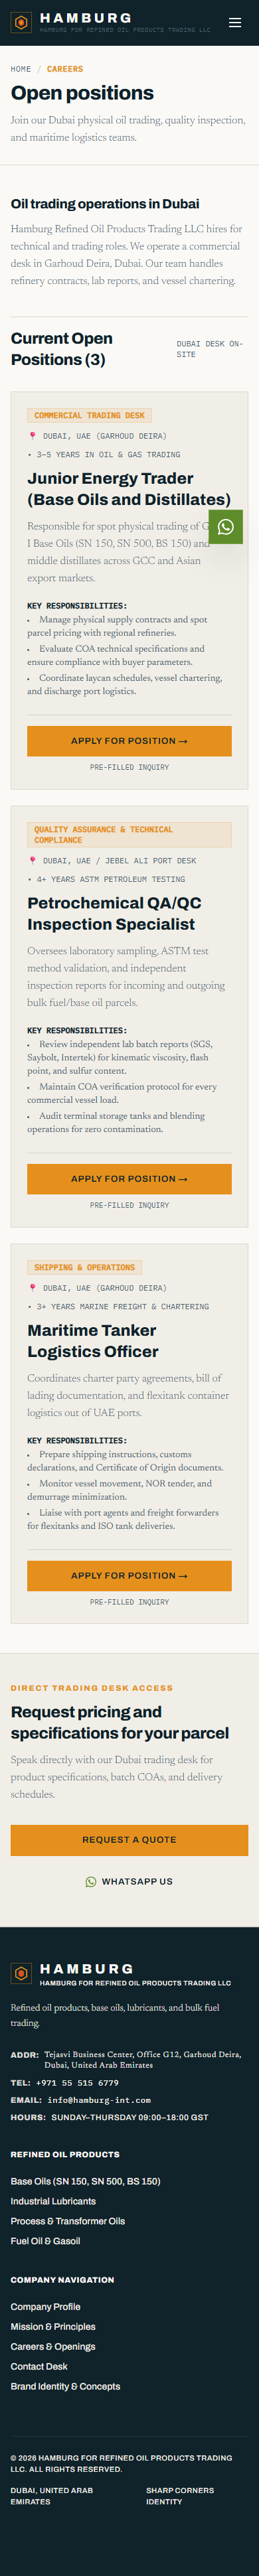 HAMBURG
HAMBURG FOR REFINED OIL PRODUCTS TRADING LLC
HOME / CAREERS
Open positions
Join our Dubai physical oil trading, quality inspection,
and maritime logistics teams.
Oil trading operations in Dubai
Hamburg Refined Oil Products Trading LLC hires for
technical and trading roles. We operate a commercial
desk in Garhoud Deira, Dubai. Our team handles
refinery contracts, lab reports, and vessel chartering.
Current Open
Positions (3)
DUBAI DESK ON-
SITE
COMMERCIAL TRADING DESK
DUBAI, UAE (GARHOUD DEIRA)
• 3–5 YEARS IN OIL & GAS TRADING
Junior Energy Trader
(Base Oils and Distillates)
Responsible for spot physical trading of G
I Base Oils (SN 150, SN 500, BS 150) and
middle distillates across GCC and Asian
export markets.
KEY RESPONSIBILITIES:
• Manage physical supply contracts and spot
parcel pricing with regional refineries.
• Evaluate COA technical specifications and
ensure compliance with buyer parameters.
• Coordinate laycan schedules, vessel chartering,
and discharge port logistics.
APPLY FOR POSITION →
PRE-FILLED INQUIRY
QUALITY ASSURANCE & TECHNICAL
COMPLIANCE
DUBAI, UAE / JEBEL ALI PORT DESK
• 4+ YEARS ASTM PETROLEUM TESTING
Petrochemical QA/QC
Inspection Specialist
Oversees laboratory sampling, ASTM test
method validation, and independent
inspection reports for incoming and outgoing
bulk fuel/base oil parcels.
KEY RESPONSIBILITIES:
• Review independent lab batch reports (SGS,
Saybolt, Intertek) for kinematic viscosity, flash
point, and sulfur content.
• Maintain COA verification protocol for every
commercial vessel load.
• Audit terminal storage tanks and blending
operations for zero contamination.
APPLY FOR POSITION →
PRE-FILLED INQUIRY
SHIPPING & OPERATIONS
DUBAI, UAE (GARHOUD DEIRA)
• 3+ YEARS MARINE FREIGHT & CHARTERING
Maritime Tanker
Logistics Officer
Coordinates charter party agreements, bill of
lading documentation, and flexitank container
logistics out of UAE ports.
KEY RESPONSIBILITIES:
• Prepare shipping instructions, customs
declarations, and Certificate of Origin documents.
• Monitor vessel movement, NOR tender, and
demurrage minimization.
• Liaise with port agents and freight forwarders
for flexitanks and ISO tank deliveries.
APPLY FOR POSITION →
PRE-FILLED INQUIRY
DIRECT TRADING DESK ACCESS
Request pricing and
specifications for your parcel
Speak directly with our Dubai trading desk for
product specifications, batch COAs, and delivery
schedules.
REQUEST A QUOTE
WHATSAPP US
HAMBURG
HAMBURG FOR REFINED OIL PRODUCTS TRADING LLC
Refined oil products, base oils, lubricants, and bulk fuel
trading.
ADDR: Tejasvi Business Center, Office G12, Garhoud Deira,
Dubai, United Arab Emirates
TEL: +971 55 515 6779
EMAIL: info@hamburg-int.com
HOURS: SUNDAY–THURSDAY 09:00–18:00 GST
REFINED OIL PRODUCTS
Base Oils (SN 150, SN 500, BS 150)
Industrial Lubricants
Process & Transformer Oils
Fuel Oil & Gasoil
COMPANY NAVIGATION
Company Profile
Mission & Principles
Careers & Openings
Contact Desk
Brand Identity & Concepts
© 2026 HAMBURG FOR REFINED OIL PRODUCTS TRADING
LLC. ALL RIGHTS RESERVED.
DUBAI, UNITED ARAB
EMIRATES
SHARP CORNERS
IDENTITY